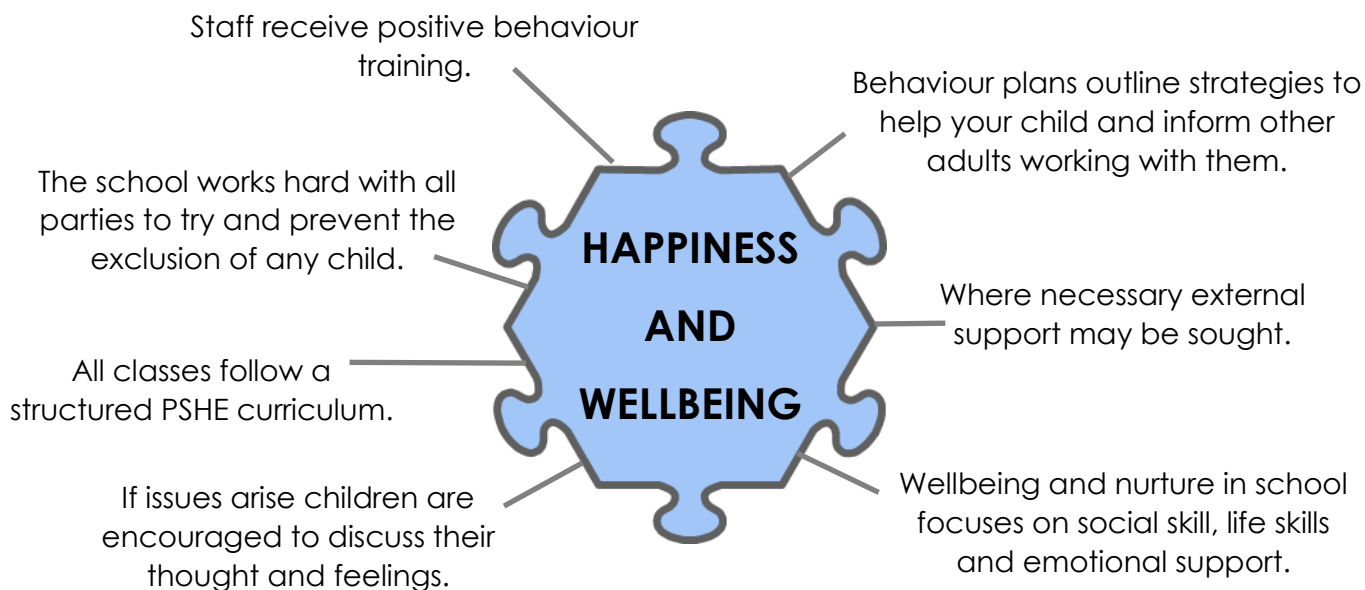 Staff receive positive behaviour
training.
Behaviour plans outline strategies to
help your child and inform other
adults working with them.
The school works hard with all
parties to try and prevent the
exclusion of any child.
HAPPINESS
AND
WELLBEING
Where necessary external
support may be sought.
All classes follow a
structured PSHE curriculum.
If issues arise children are
encouraged to discuss their
thought and feelings.
Wellbeing and nurture in school
focuses on social skill, life skills
and emotional support.